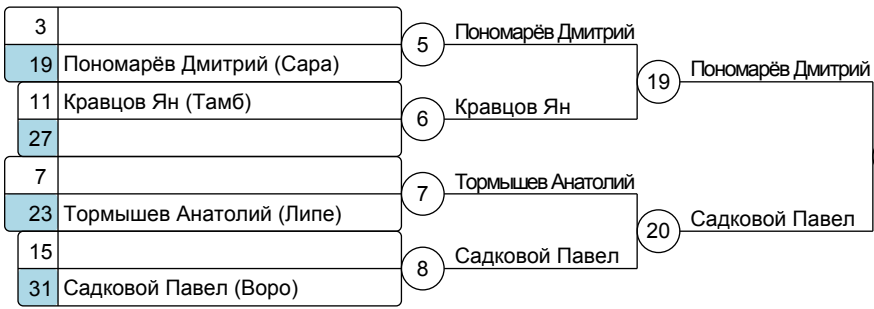 3
19 Пономарёв Дмитрий (Сара)
11 Кравцов Ян (Тамб)
27
7
23 Тормышев Анатолий (Липе)
15
31 Садковой Павел (Воро)
5
6
7
8
Пономарёв Дмитрий
Кравцов Ян
Тормышев Анатолий
Садковой Павел
19
20
Пономарёв Дмитрий
Садковой Павел